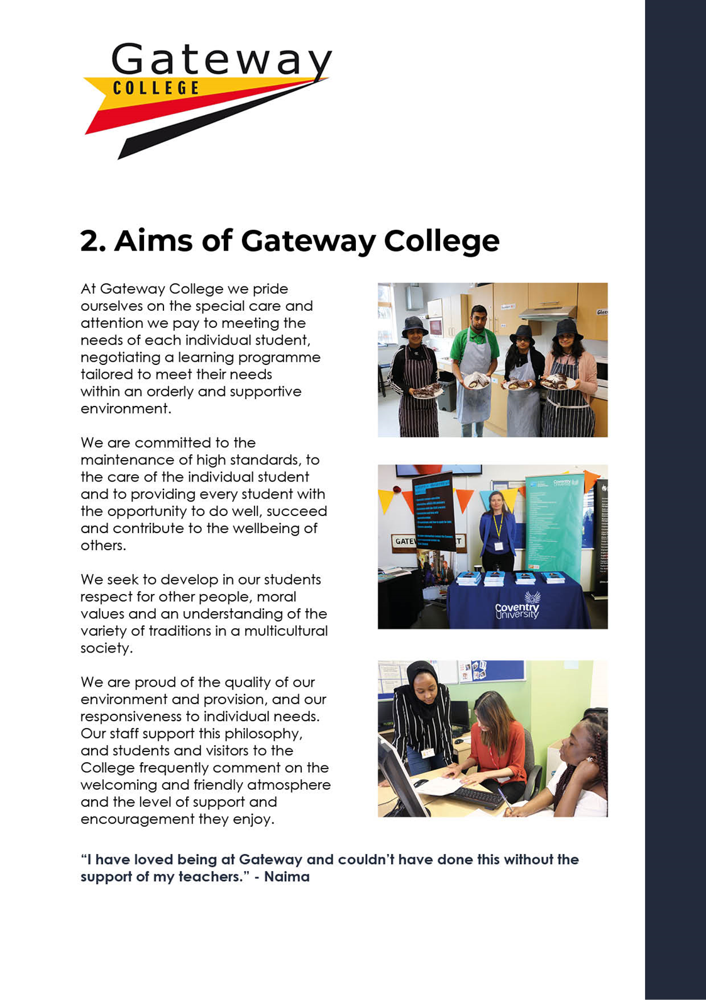 Gateway
COLLEGE
2. Aims of Gateway College
At Gateway College we pride
ourselves on the special care and
attention we pay to meeting the
needs of each individual student,
negotiating a learning programme
tailored to meet their needs
within an orderly and supportive
environment.
We are committed to the
maintenance of high standards, to
the care of the individual student
and to providing every student with
the opportunity to do well, succeed
and contribute to the wellbeing of
others.
We seek to develop in our students
respect for other people, moral
values and an understanding of the
variety of traditions in a multicultural
society.
We are proud of the quality of our
environment and provision, and our
responsiveness to individual needs.
Our staff support this philosophy,
and students and visitors to the
College frequently comment on the
welcoming and friendly atmosphere
and the level of support and
encouragement they enjoy.
Coventry
University
GATE
Coventry
University
“I have loved being at Gateway and couldn’t have done this without the
support of my teachers.” - Naima